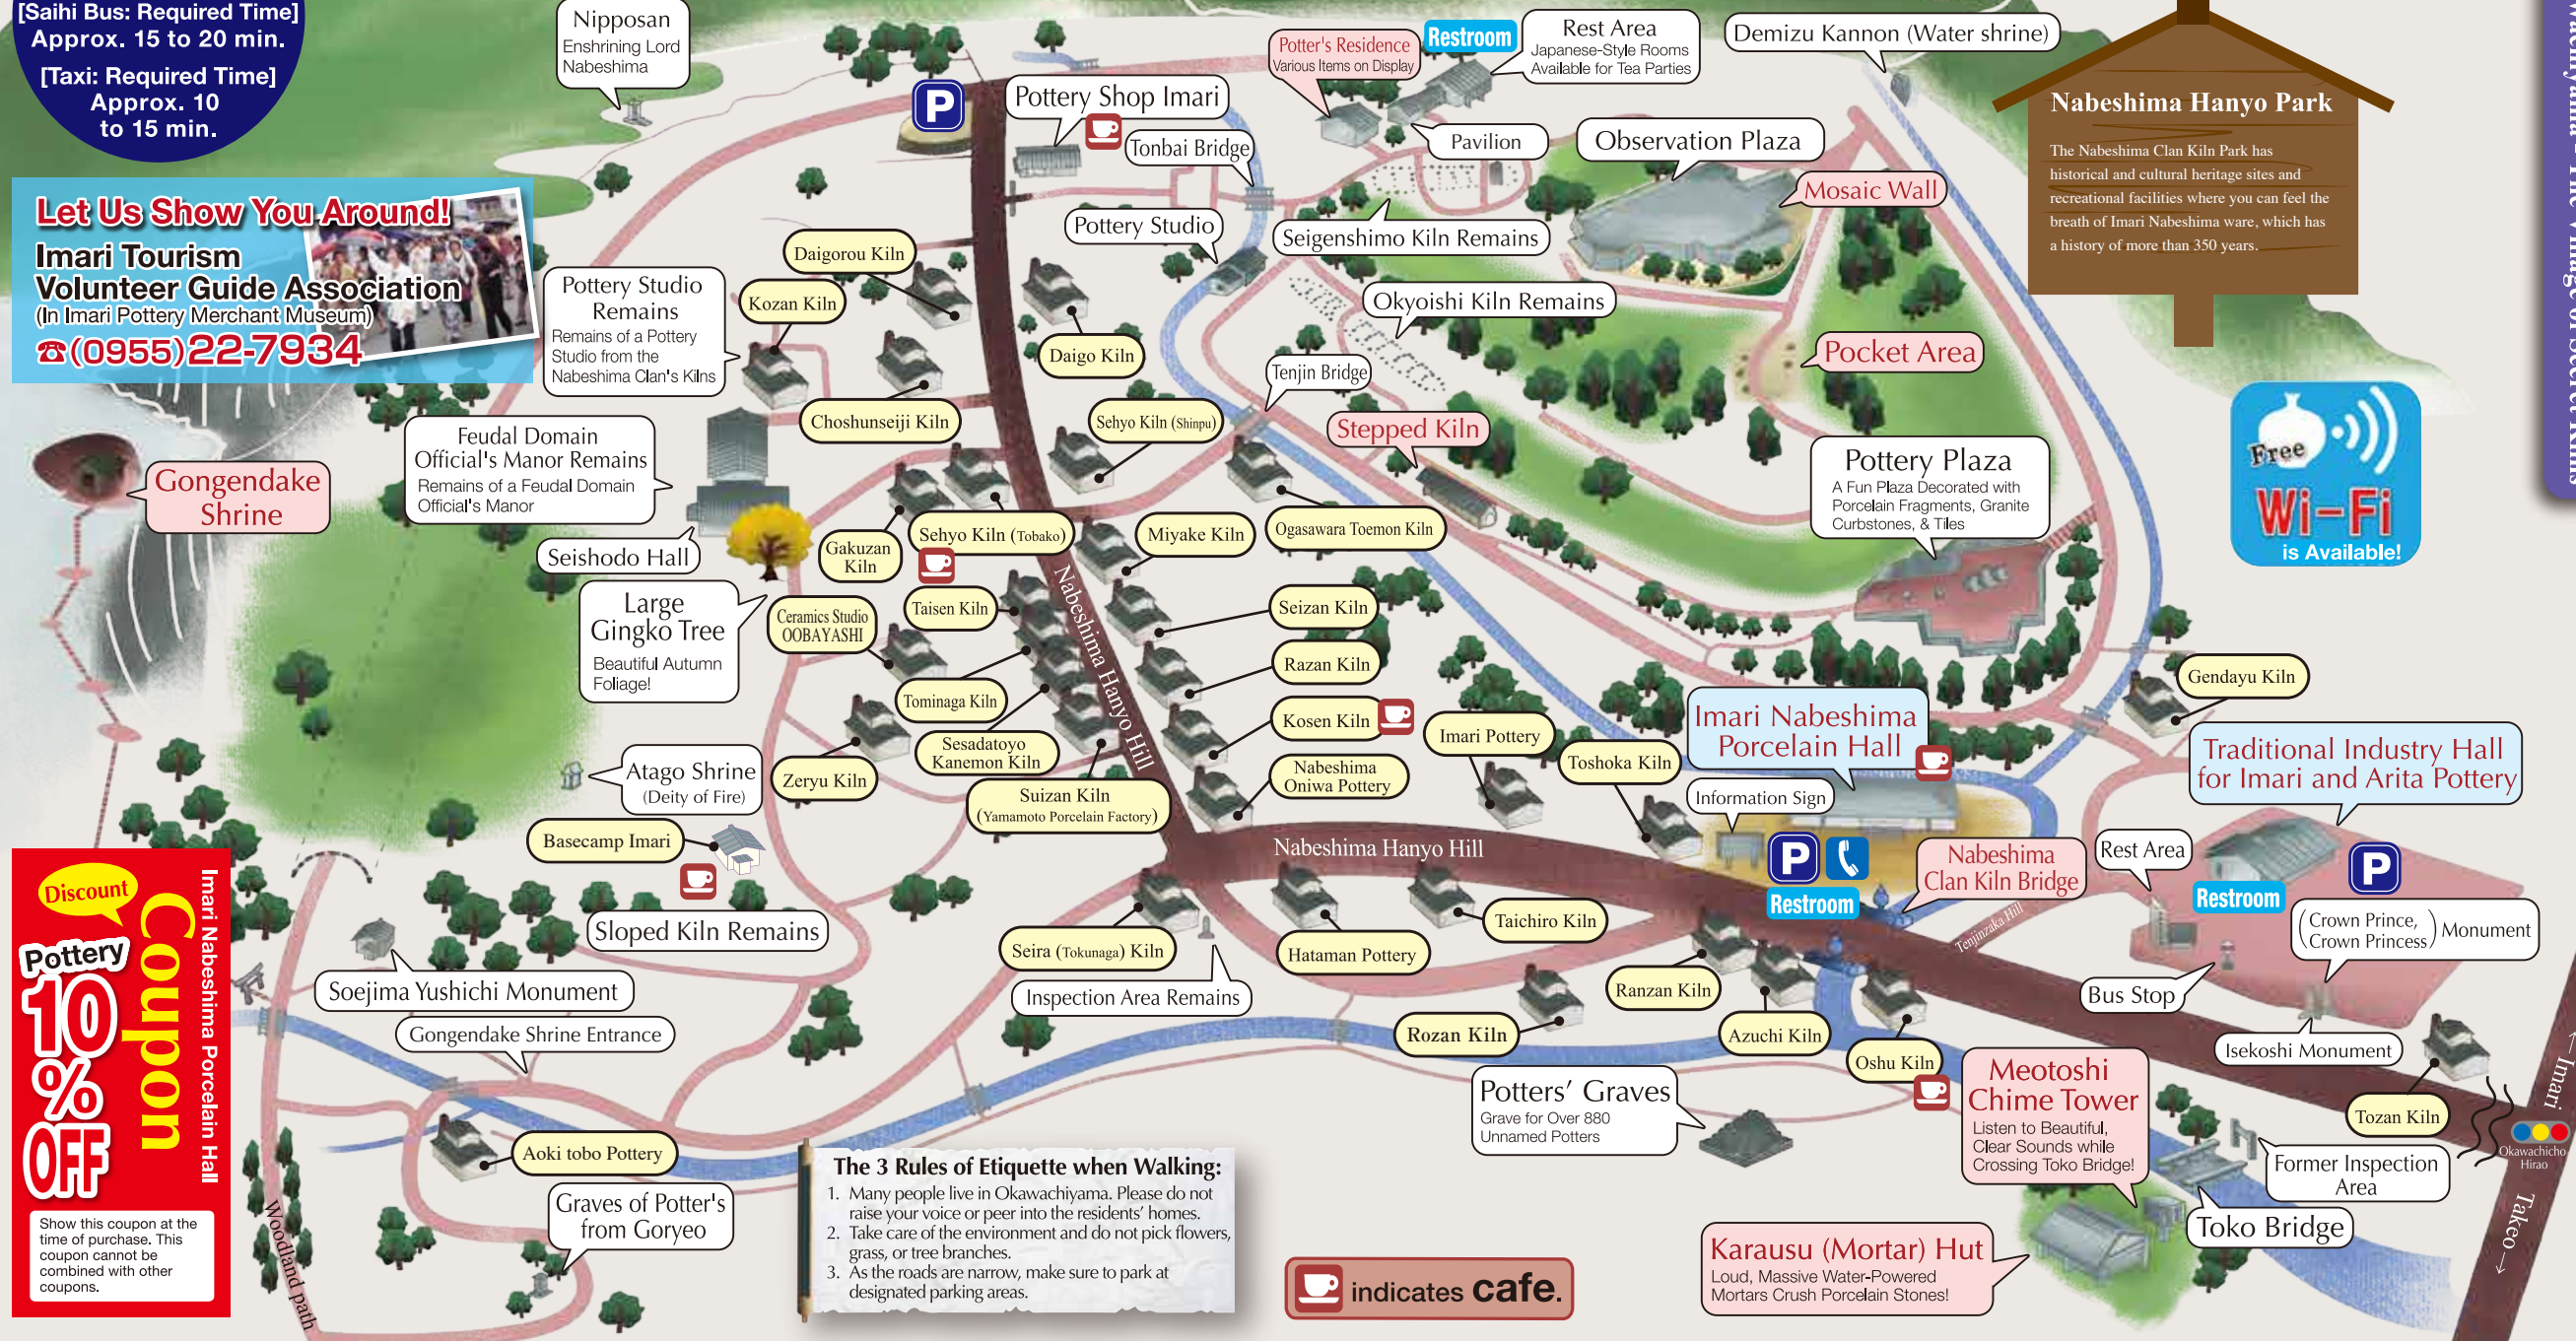 [Saihi Bus: Required Time]
Approx. 15 to 20 min.
[Taxi: Required Time]
Approx. 10
to 15 min.
Nipposan
Enshrining Lord
Nabeshima
P
Pottery Shop Imari
Tonbai Bridge
Potter's Residence
Various Items on Display
Restroom
Rest Area
Japanese-Style Rooms
Available for Tea Parties
Pavilion
Demizu Kannon (Water shrine)
Nabeshima Hanyo Park
The Nabeshima Clan Kiln Park has
historical and cultural heritage sites and
recreational facilities where you can feel the
breath of Imari Nabeshima ware, which has
a history of more than 350 years.
Let Us Show You Around!
Imari Tourism
Volunteer Guide Association
(In Imari Pottery Merchant Museum)
☎(0955)22-7934
Observation Plaza
Mosaic Wall
Pottery Studio
Seigenshimo Kiln Remains
Okyoishi Kiln Remains
Daigorou Kiln
Kozan Kiln
Pottery Studio
Remains
Remains of a Pottery
Studio from the
Nabeshima Clan's Kilns
Daigo Kiln
Pocket Area
Tenjin Bridge
Choshunseiji Kiln
Sehyo Kiln (Shinpu)
Stepped Kiln
Free
Wi-Fi
is Available!
Gongendake
Shrine
Feudal Domain
Official's Manor Remains
Remains of a Feudal Domain
Official's Manor
Pottery Plaza
A Fun Plaza Decorated with
Porcelain Fragments, Granite
Curbstones, & Tiles
Seishodo Hall
Gakuzan
Kiln
Sehyo Kiln (Tobako)
Miyake Kiln
Ogasawara Toemon Kiln
Large
Gingko Tree
Beautiful Autumn
Foliage!
Ceramics Studio
OOBAYASHI
Taisen Kiln
Nabeshima Hanyo Hill
Seizan Kiln
Razan Kiln
Kosen Kiln
Tominaga Kiln
Sesadatoyo
Kanemon Kiln
Zeryu Kiln
Suizan Kiln
(Yamamoto Porcelain Factory)
Nabeshima
Oniwa Pottery
Imari Pottery
Toshoka Kiln
Imari Nabeshima
Porcelain Hall
Information Sign
Gendayu Kiln
Traditional Industry Hall
for Imari and Arita Pottery
Atago Shrine
(Deity of Fire)
Basecamp Imari
Nabeshima Hanyo Hill
P
Restroom
Nabeshima
Clan Kiln Bridge
Rest Area
Restroom
P
(Crown Prince,
Crown Princess) Monument
Tenjinzaka Hill
Discount
Coupon
Imari Nabeshima Porcelain Hall
Pottery
10
%
OFF
Show this coupon at the
time of purchase. This
coupon cannot be
combined with other
coupons.
Sloped Kiln Remains
Soejima Yushichi Monument
Gongendake Shrine Entrance
Seira (Tokunaga) Kiln
Inspection Area Remains
Hataman Pottery
Taichiro Kiln
Rozan Kiln
Ranzan Kiln
Azuchi Kiln
Oshu Kiln
Bus Stop
Isekoshi Monument
Tozan Kiln
← Imari
Okawachicho
Hirao
Takeo →
Potters' Graves
Grave for Over 880
Unnamed Potters
Meotoshi
Chime Tower
Listen to Beautiful,
Clear Sounds while
Crossing Toko Bridge!
Former Inspection
Area
Toko Bridge
Karausu (Mortar) Hut
Loud, Massive Water-Powered
Mortars Crush Porcelain Stones!
Aoki tobo Pottery
Graves of Potter's
from Goryeo
Woodland path
The 3 Rules of Etiquette when Walking:
1. Many people live in Okawachiyama. Please do not
raise your voice or peer into the residents' homes.
2. Take care of the environment and do not pick flowers,
grass, or tree branches.
3. As the roads are narrow, make sure to park at
designated parking areas.
indicates cafe.
The Village of Secret Kilns